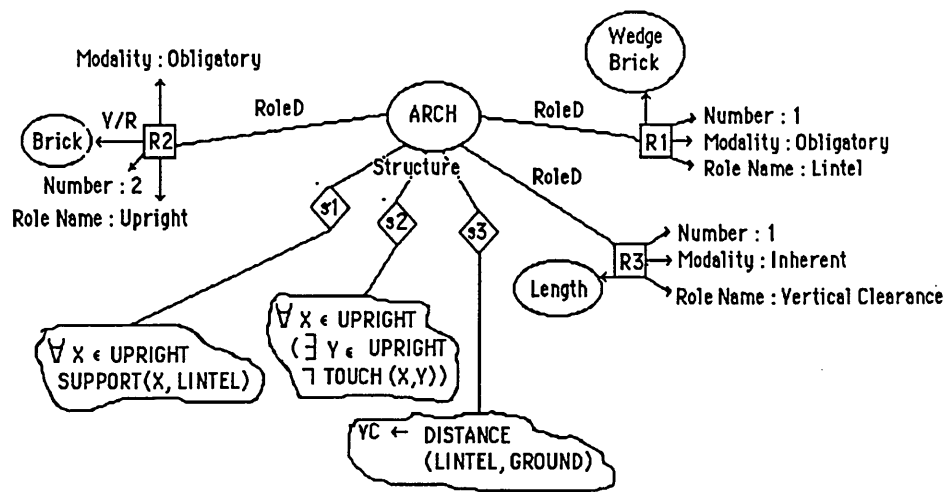 Wedge
Brick
Modality : Obligatory
RoleD
ARCH
RoleD
Number : 1
V/R
Brick
R2
R1
Modality : Obligatory
Role Name : Lintel
Number : 2
Structure
RoleD
Role Name : Upright
s1
s2
s3
Number : 1
R3
Modality : Inherent
Length
Role Name : Vertical Clearance
∀ X ϵ UPRIGHT
(∃ Y ϵ UPRIGHT
¬ TOUCH (X,Y))
∀ X ϵ UPRIGHT
SUPPORT(X, LINTEL)
VC ← DISTANCE
(LINTEL, GROUND)